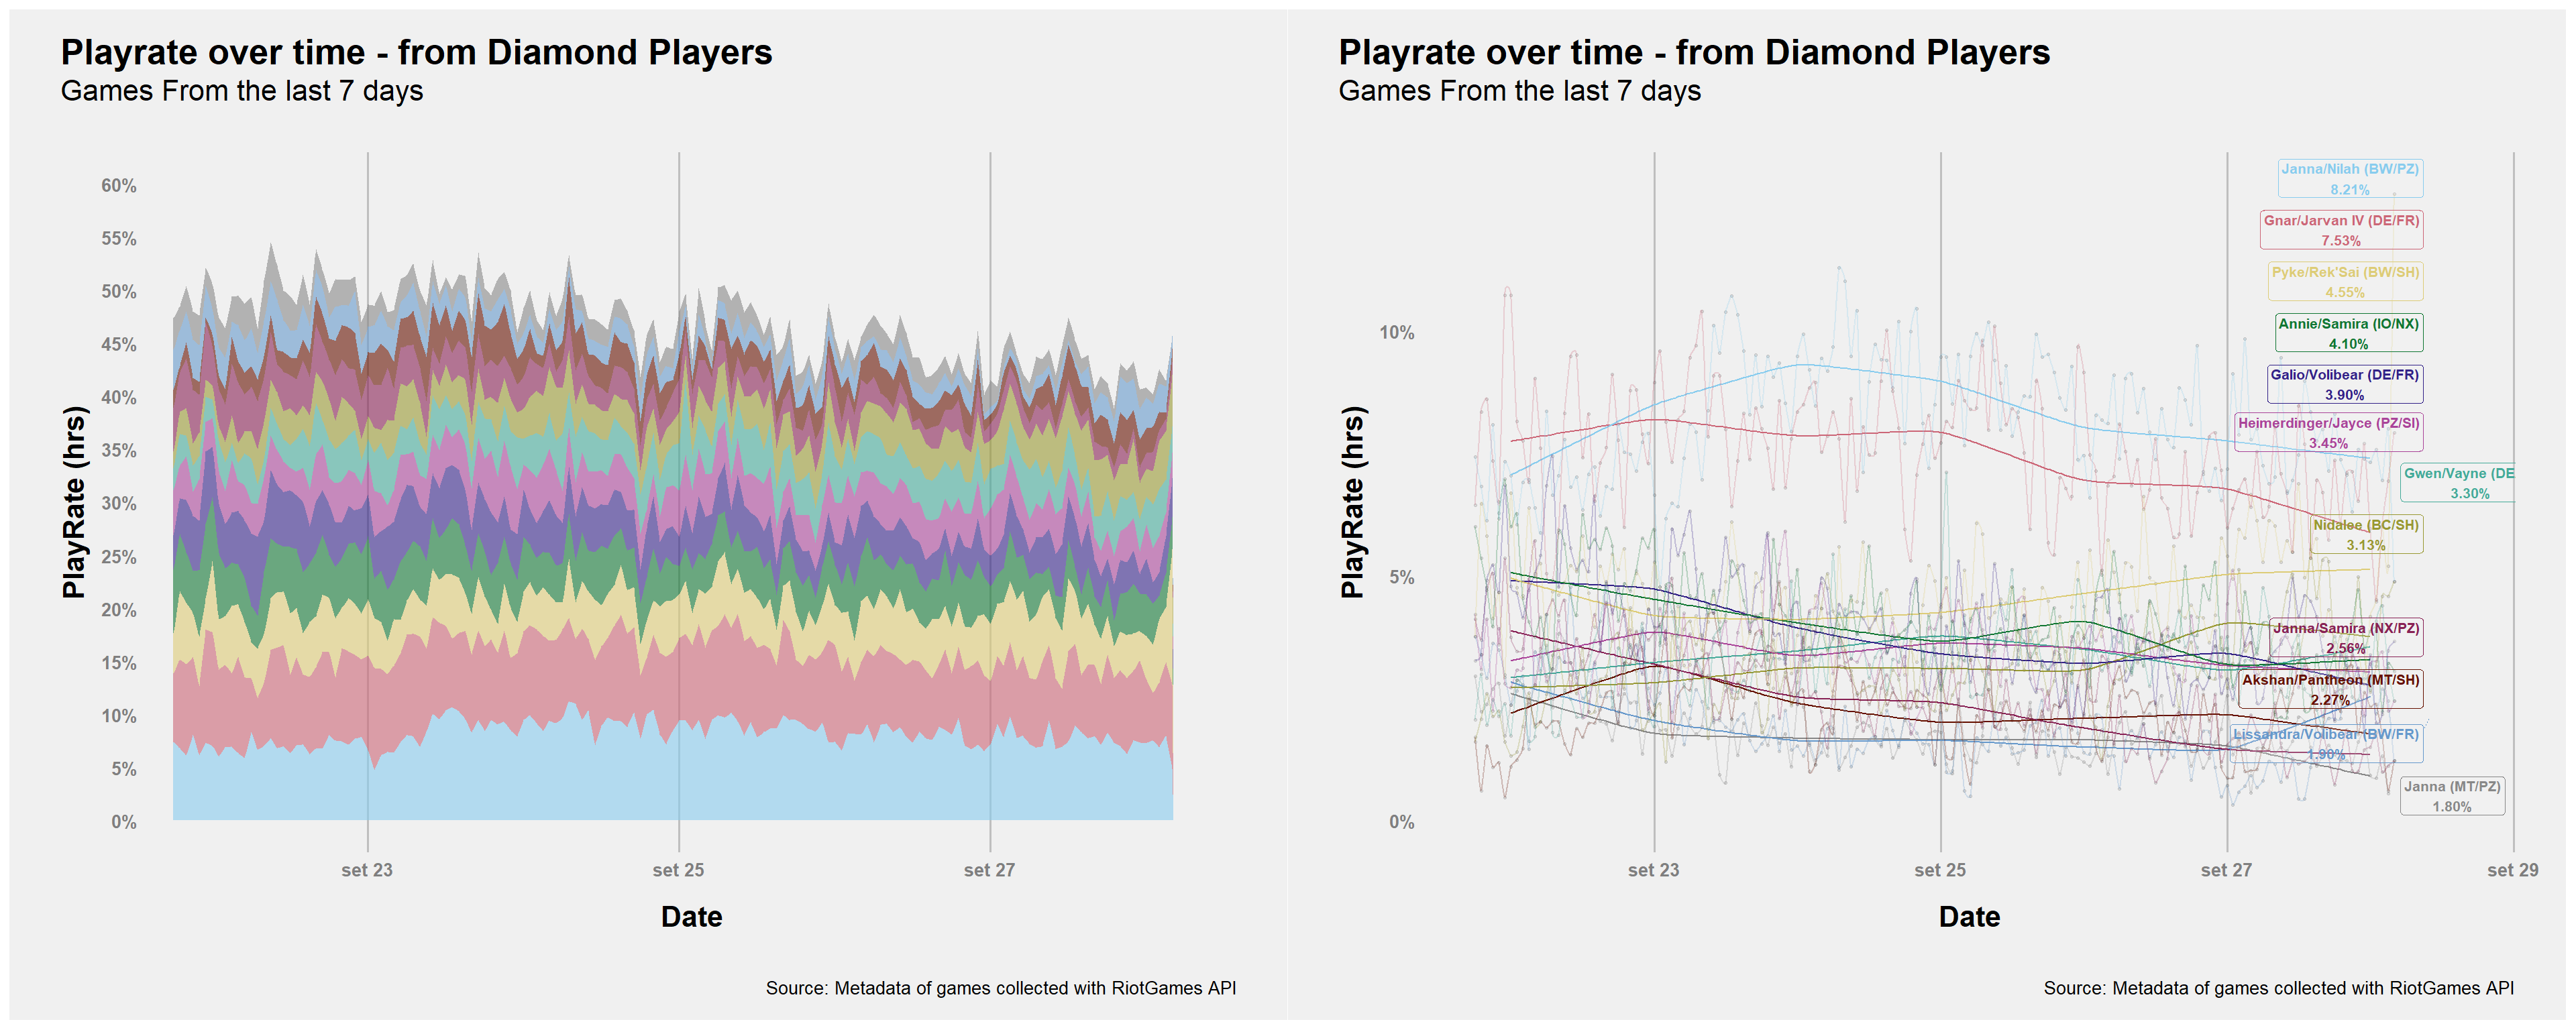 Playrate over time - from Diamond Players
Games From the last 7 days
60%
55%
50%
45%
40%
35%
30%
25%
20%
15%
10%
5%
0%
PlayRate (hrs)
set 23
set 25
set 27
Date
Source: Metadata of games collected with RiotGames API
Playrate over time - from Diamond Players
Games From the last 7 days
10%
5%
0%
PlayRate (hrs)
Janna/Nilah (BW/PZ)
8.21%
Gnar/Jarvan IV (DE/FR)
7.53%
Pyke/Rek'Sai (BW/SH)
4.55%
Annie/Samira (IO/NX)
4.10%
Galio/Volibear (DE/FR)
3.90%
Heimerdinger/Jayce (PZ/SI)
3.45%
Gwen/Vayne (DE
3.30%
Nidalee (BC/SH)
3.13%
Janna/Samira (NX/PZ)
2.56%
Akshan/Pantheon (MT/SH)
2.27%
Lissandra/Volibear (BW/FR)
1.90%
Janna (MT/PZ)
1.80%
set 23
set 25
set 27
set 29
Date
Source: Metadata of games collected with RiotGames API